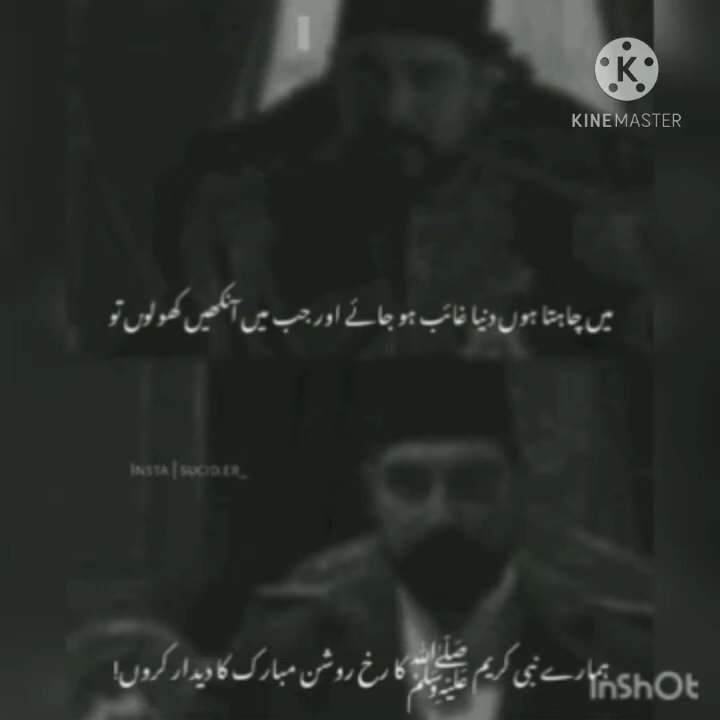 K
KINEMASTER
میں چاہتا ہوں دنیا غائب ہو جائے اور جب میں آنکھیں کھولوں تو
INSTA | SUCID.ER_
ہمارے نبی کریم ﷺ کا رخ روشن مبارک کا دیدار کروں!
InShOt